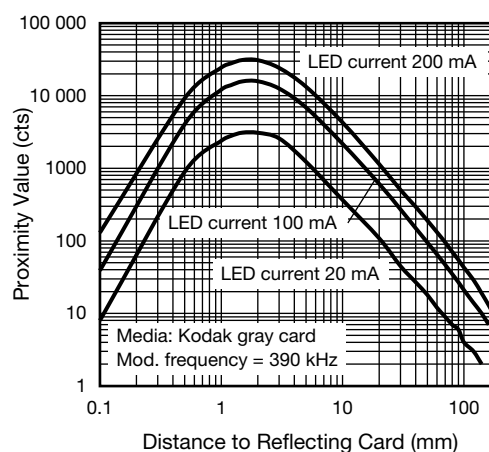 100 000
10 000
1000
100
10
1
Proximity Value (cts)
LED current 200 mA
LED current 100 mA
LED current 20 mA
Media: Kodak gray card
Mod. frequency = 390 kHz
0.1 1 10 100
Distance to Reflecting Card (mm)